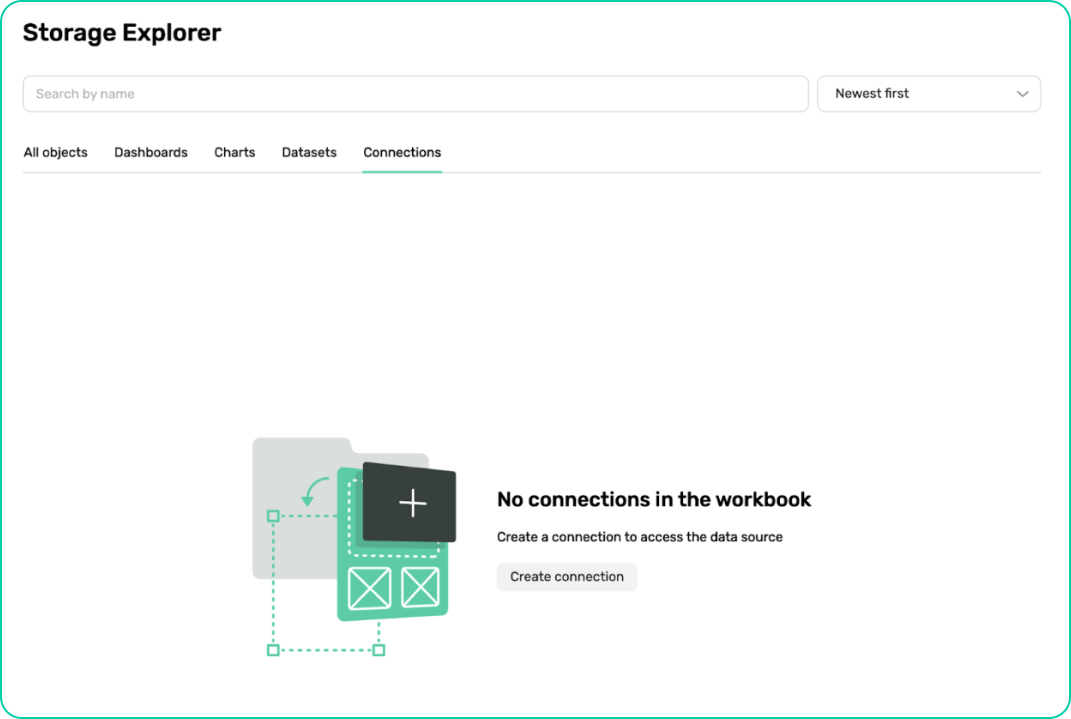 Storage Explorer
Search by name
Newest first
All objects Dashboards Charts Datasets Connections
No connections in the workbook
Create a connection to access the data source
Create connection